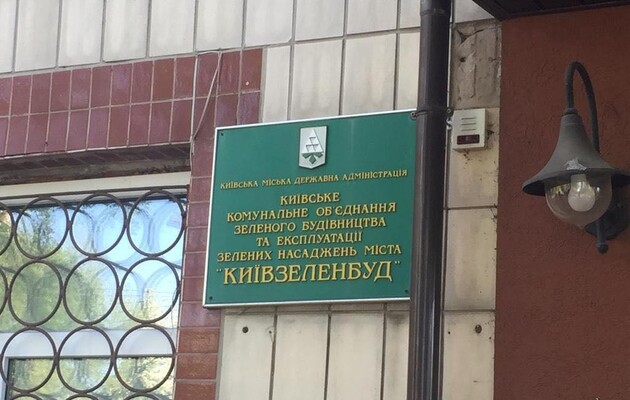 КИЇВСЬКА МІСЬКА ДЕРЖАВНА АДМІНІСТРАЦІЯ
КИЇВСЬКЕ
КОМУНАЛЬНЕ ОБ'ЄДНАННЯ
ЗЕЛЕНОГО БУДІВНИЦТВА
ТА ЕКСПЛУАТАЦІЇ
ЗЕЛЕНИХ НАСАДЖЕНЬ МІСТА
"КИЇВЗЕЛЕНБУД"